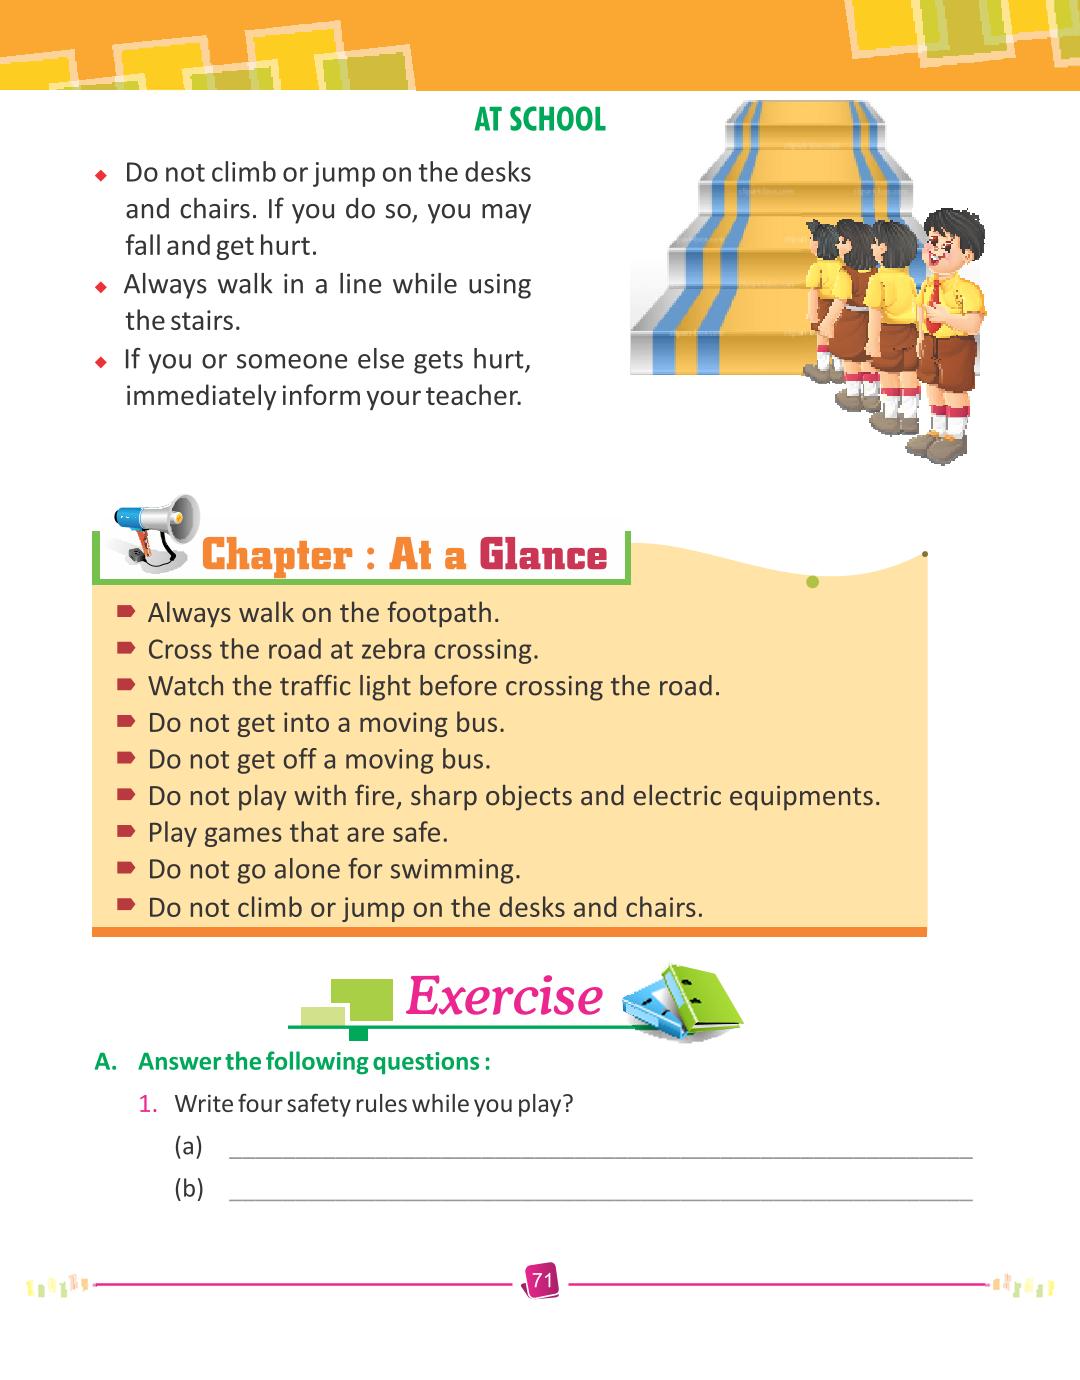 AT SCHOOL
Do not climb or jump on the desks
and chairs. If you do so, you may
fall and get hurt.
Always walk in a line while using
the stairs.
If you or someone else gets hurt,
immediately inform your teacher.
Chapter : At a Glance
Always walk on the footpath.
Cross the road at zebra crossing.
Watch the traffic light before crossing the road.
Do not get into a moving bus.
Do not get off a moving bus.
Do not play with fire, sharp objects and electric equipments.
Play games that are safe.
Do not go alone for swimming.
Do not climb or jump on the desks and chairs.
Exercise
A. Answer the following questions :
1. Write four safety rules while you play?
(a)
(b)
71